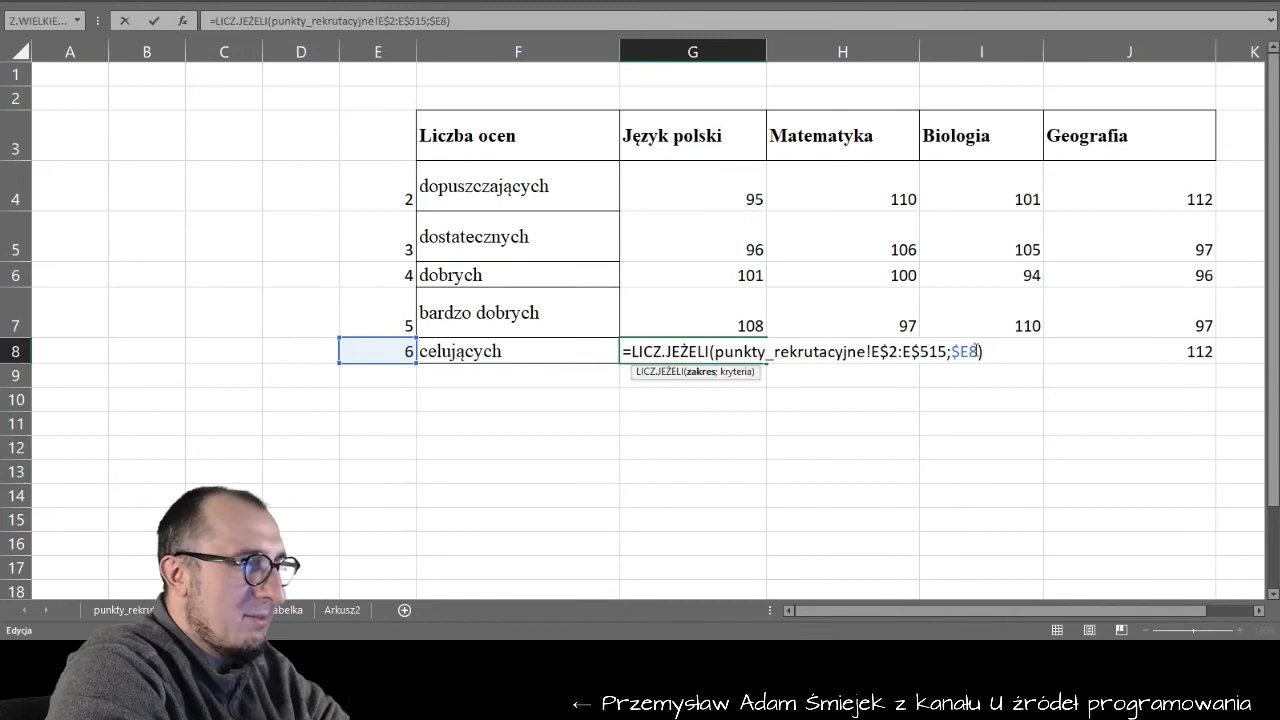 Z.WIELKIE... =LICZ.JEŻELI(punkty_rekrutacyjne!E$2:E$515;$E8)
A B C D E F G H I J K
1
2
3 Liczba ocen Język polski Matematyka Biologia Geografia
4 2 dopuszczających 95 110 101 112
5 3 dostatecznych 96 106 105 97
6 4 dobrych 101 100 94 96
7 5 bardzo dobrych 108 97 110 97
8 6 celujących =LICZ.JEŻELI(punkty_rekrutacyjne!E$2:E$515;$E8) 112
9 LICZ.JEŻELI(zakres; kryteria)
10
11
12
13
14
15
16
17
18
Arkusz2
Edycja
← Przemysław Adam Śmiejek z kanału U źródeł programowania